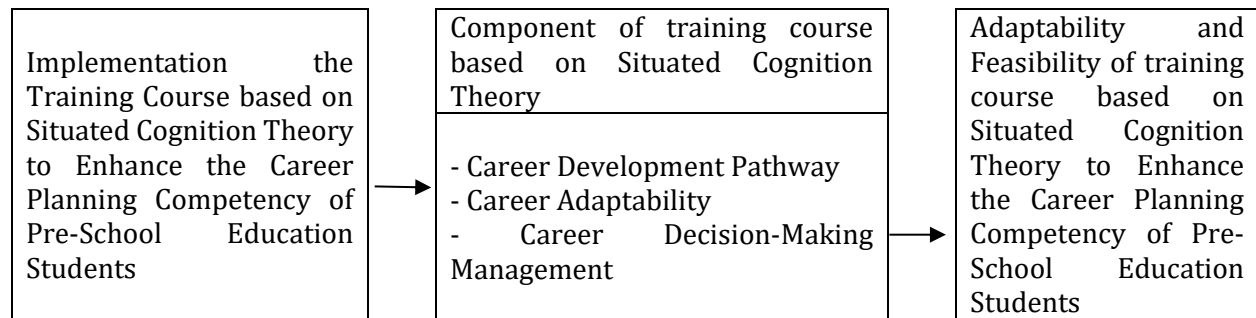 Implementation the
Training Course based on
Situated Cognition Theory
to Enhance the Career
Planning Competency of
Pre-School Education
Students
Component of training course
based on Situated Cognition
Theory
- Career Development Pathway
- Career Adaptability
- Career Decision-Making
Management
Adaptability and
Feasibility of training
course based on
Situated Cognition
Theory to Enhance
the Career Planning
Competency of Pre-
School Education
Students